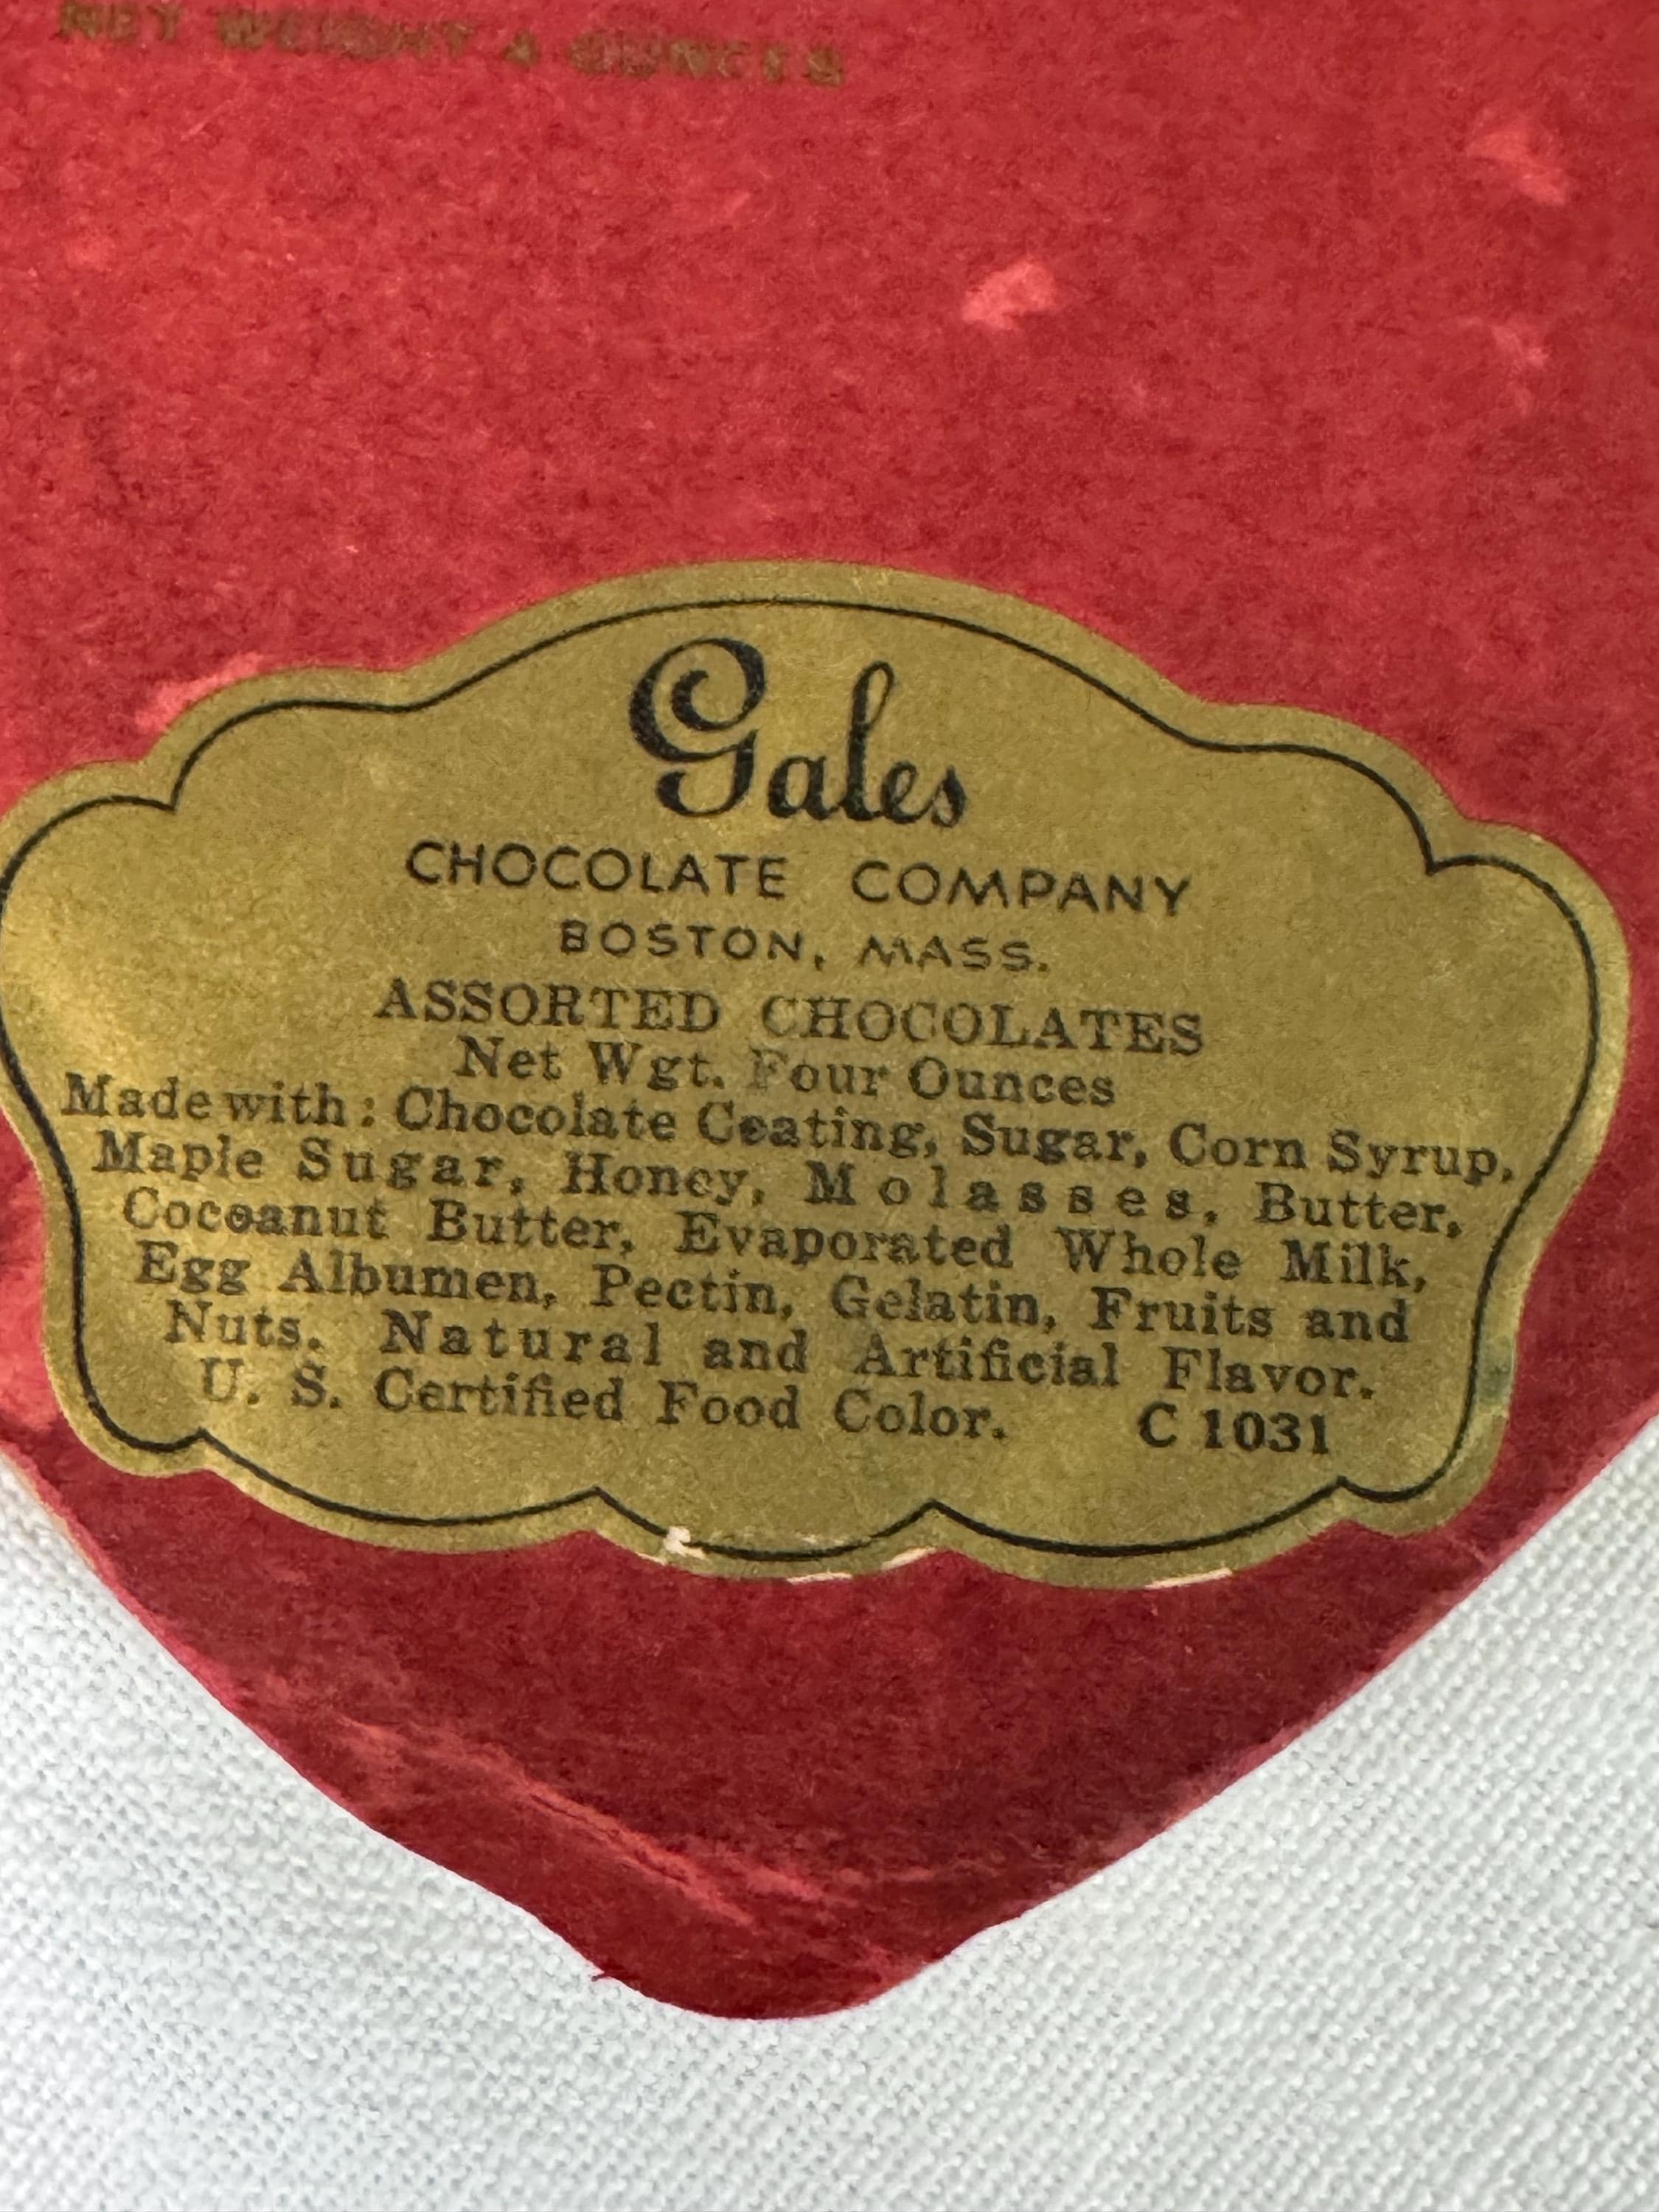 NET WEIGHT 4 OUNCES
Gales
CHOCOLATE COMPANY
BOSTON, MASS.
ASSORTED CHOCOLATES
Net Wgt. Four Ounces
Made with: Chocolate Coating, Sugar, Corn Syrup,
Maple Sugar, Honey, Molasses, Butter,
Cocoanut Butter, Evaporated Whole Milk,
Egg Albumen, Pectin, Gelatin, Fruits and
Nuts. Natural and Artificial Flavor.
U. S. Certified Food Color. C 1031